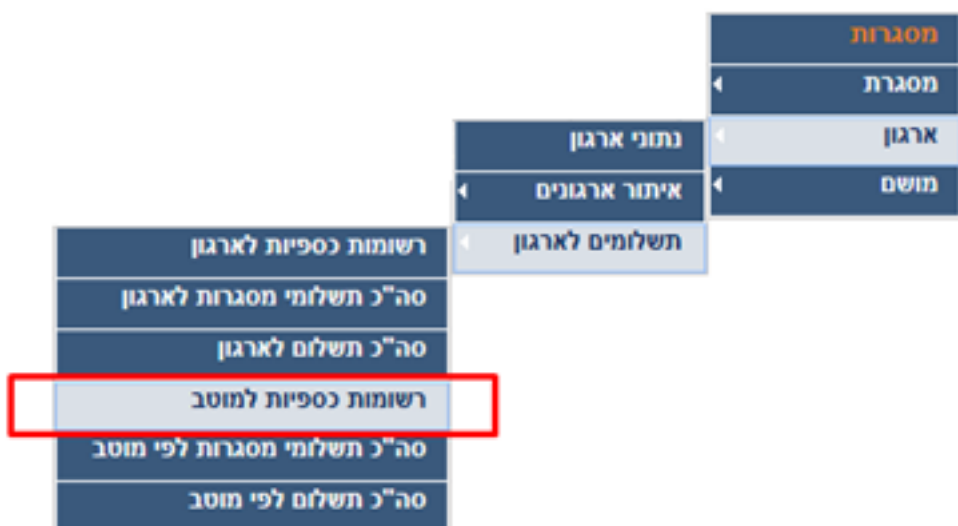 מסגרות
מסגרת
ארגון
מושם
נתוני ארגון
איתור ארגונים
תשלומים לארגון
רשומות כספיות לארגון
סה"כ תשלומי מסגרות לארגון
סה"כ תשלום לארגון
רשומות כספיות למוטב
סה"כ תשלומי מסגרות לפי מוטב
סה"כ תשלום לפי מוטב